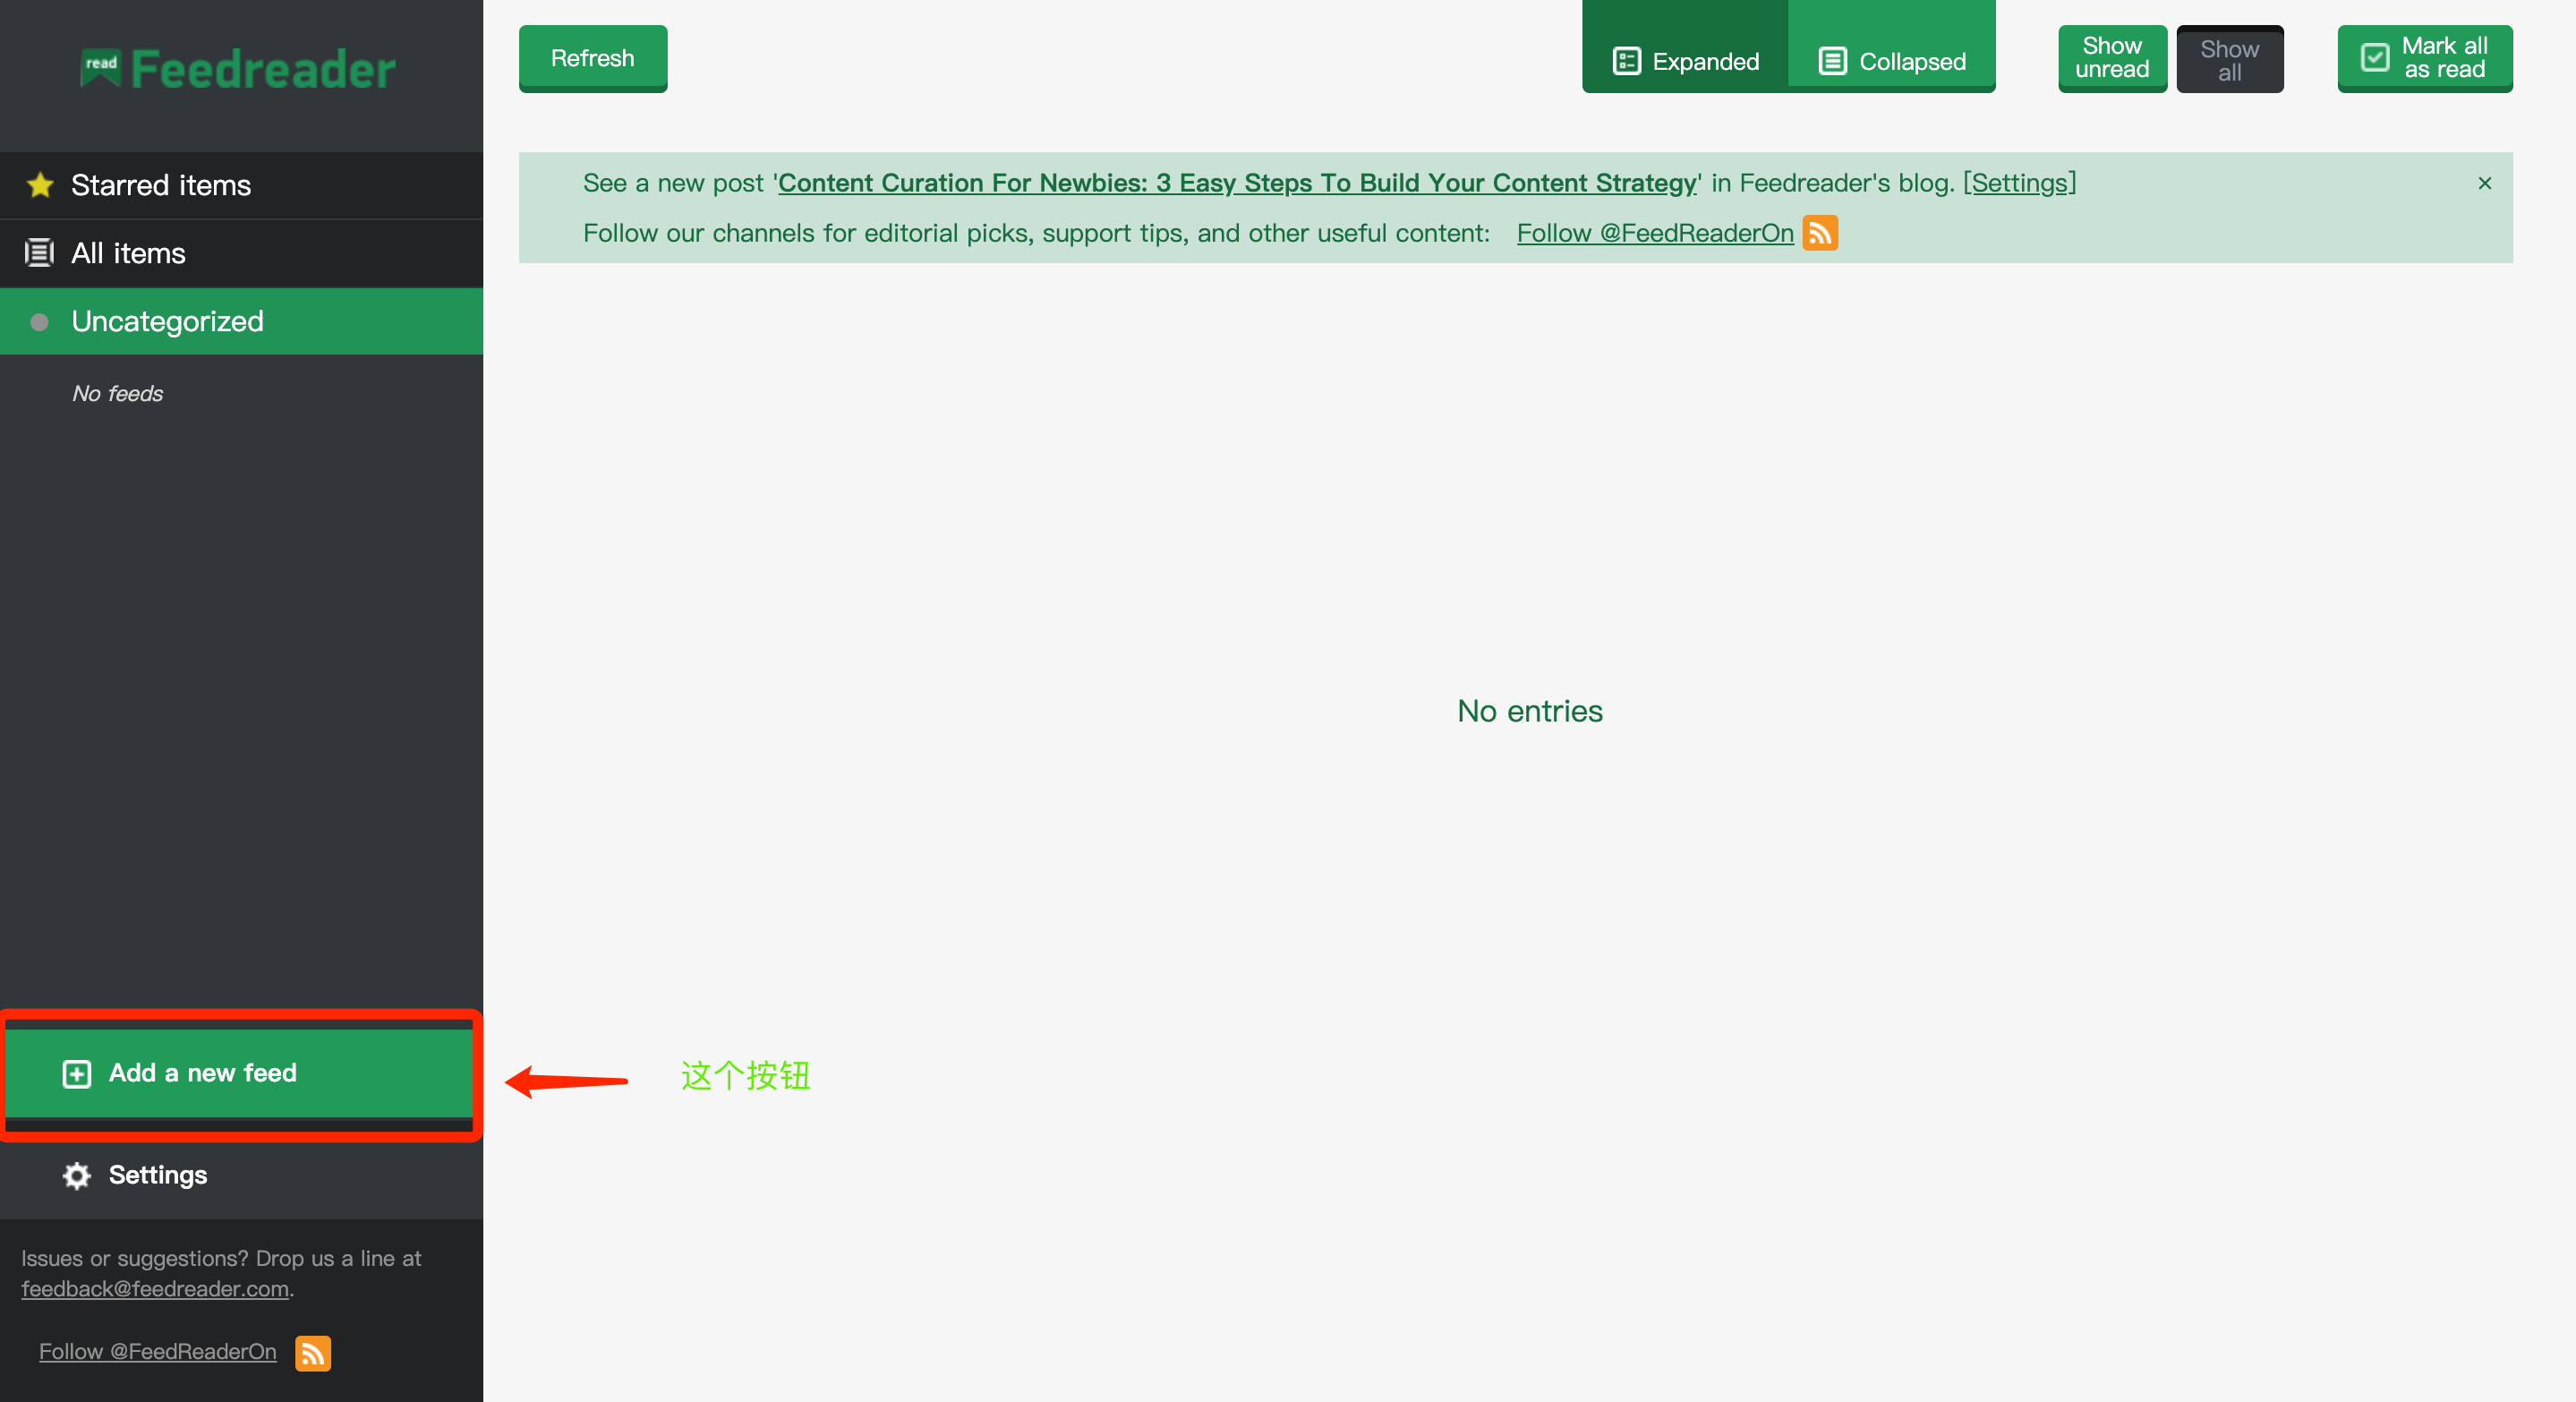 read Feedreader
Starred items
All items
Uncategorized
No feeds
Add a new feed
Settings
Issues or suggestions? Drop us a line at
feedback@feedreader.com.
Follow @FeedReaderOn
Refresh
Expanded
Collapsed
Show
unread
Show
all
Mark all
as read
See a new post 'Content Curation For Newbies: 3 Easy Steps To Build Your Content Strategy' in Feedreader's blog. [Settings]
×
Follow our channels for editorial picks, support tips, and other useful content: Follow @FeedReaderOn
No entries
这个按钮